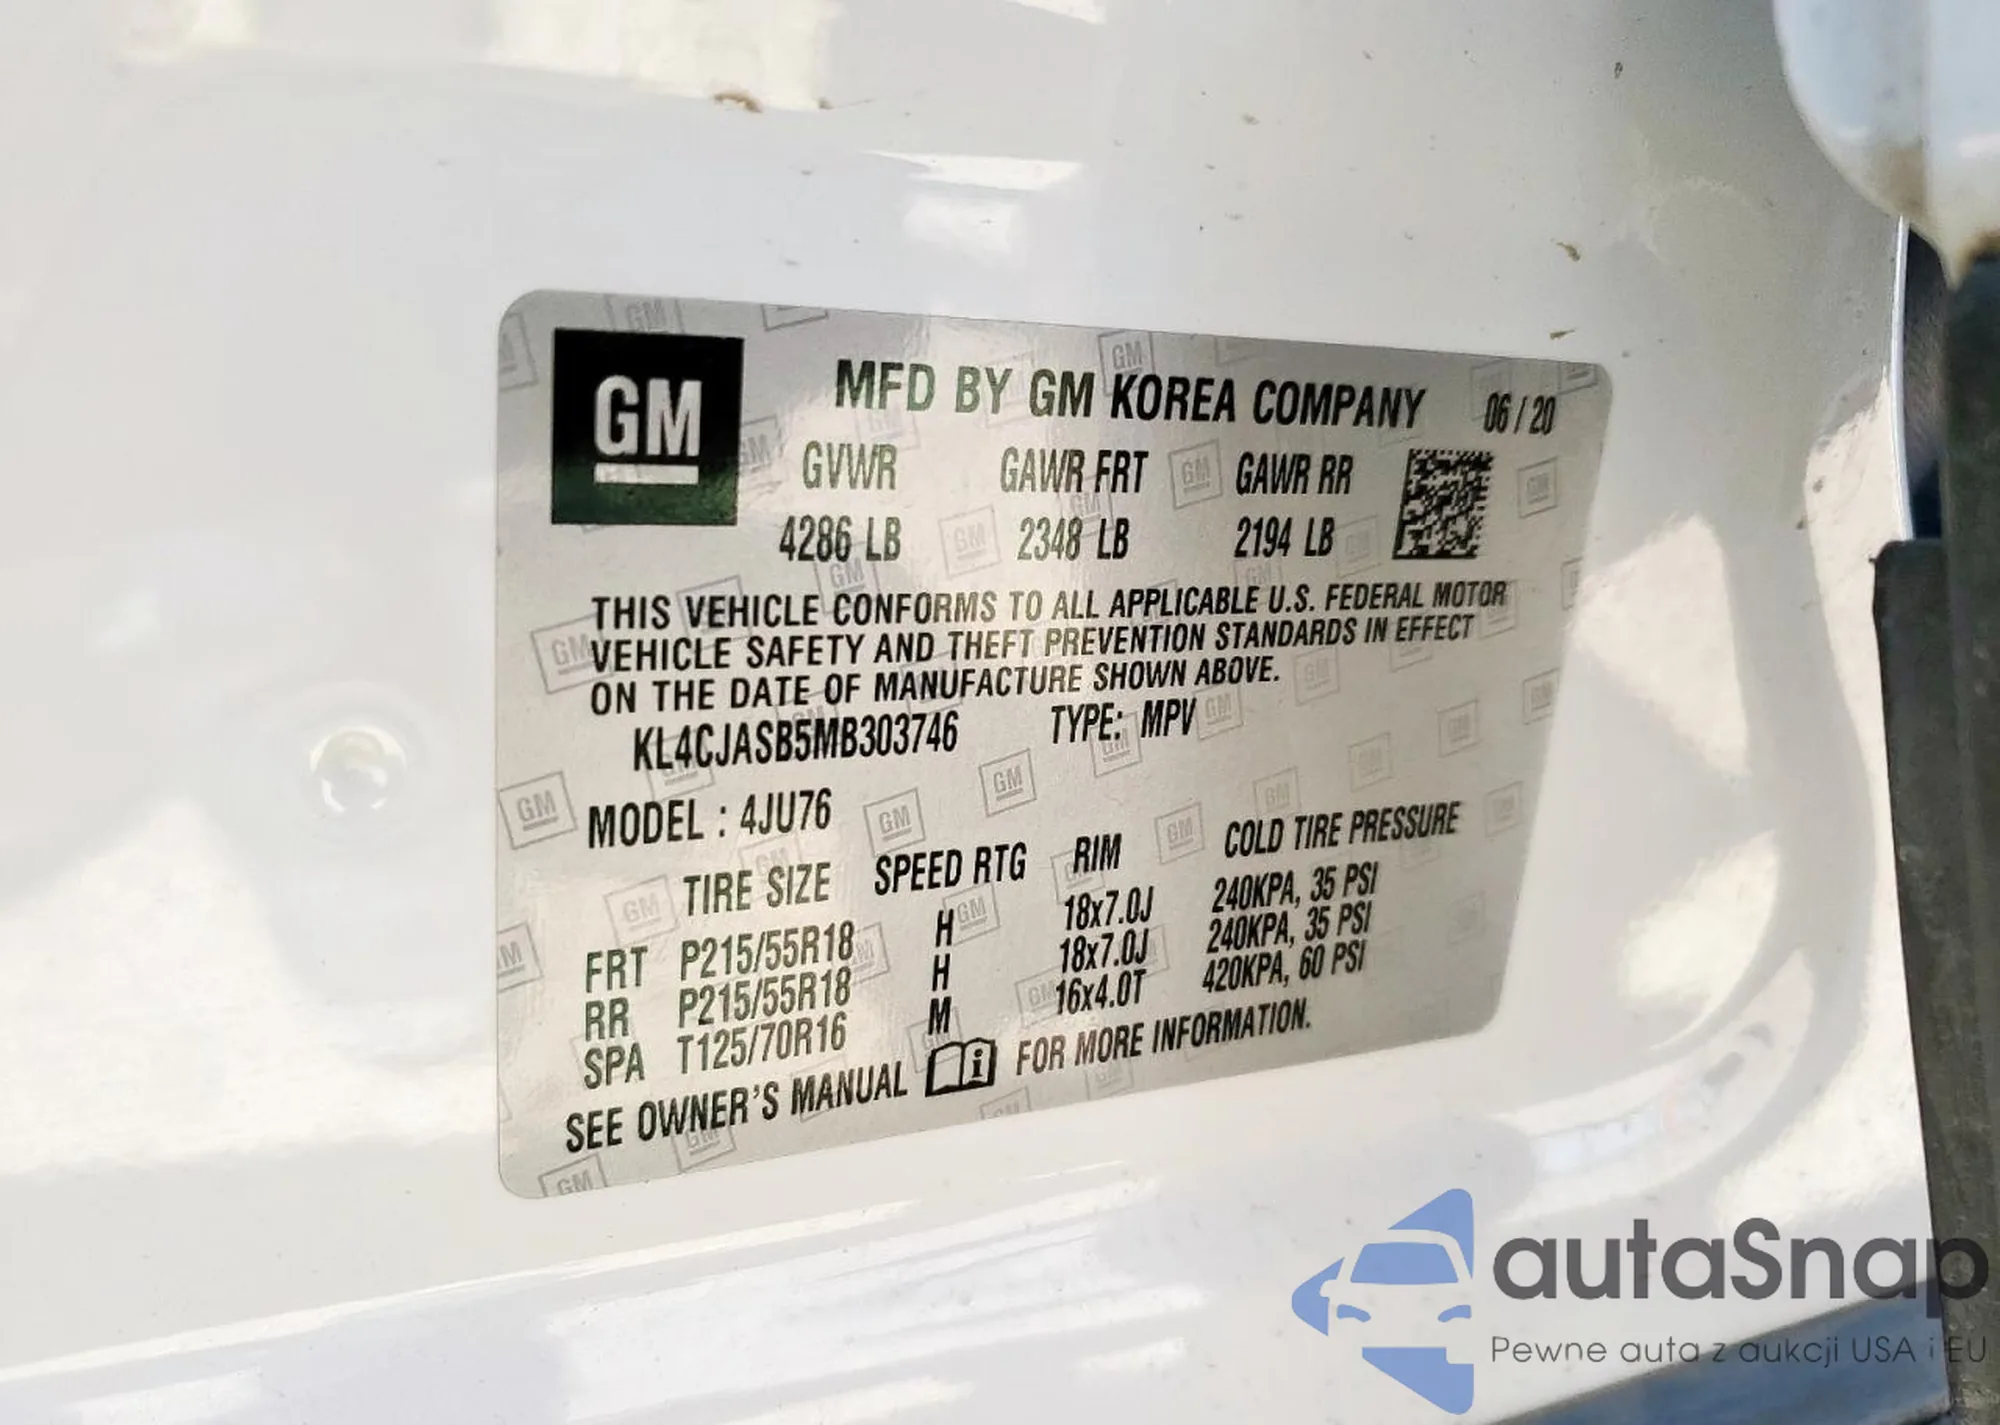 GM
MFD BY GM KOREA COMPANY 06 / 20
GVWR GAWR FRT GAWR RR
4286 LB 2348 LB 2194 LB
THIS VEHICLE CONFORMS TO ALL APPLICABLE U.S. FEDERAL MOTOR
VEHICLE SAFETY AND THEFT PREVENTION STANDARDS IN EFFECT
ON THE DATE OF MANUFACTURE SHOWN ABOVE.
KL4CJASB5MB303746 TYPE: MPV
MODEL : 4JU76
TIRE SIZE SPEED RTG RIM COLD TIRE PRESSURE
FRT P215/55R18 H 18x7.0J 240KPA, 35 PSI
RR P215/55R18 H 18x7.0J 240KPA, 35 PSI
SPA T125/70R16 M 16x4.0T 420KPA, 60 PSI
SEE OWNER'S MANUAL i FOR MORE INFORMATION.
autaSnap
Pewne auta z aukcji USA i EU